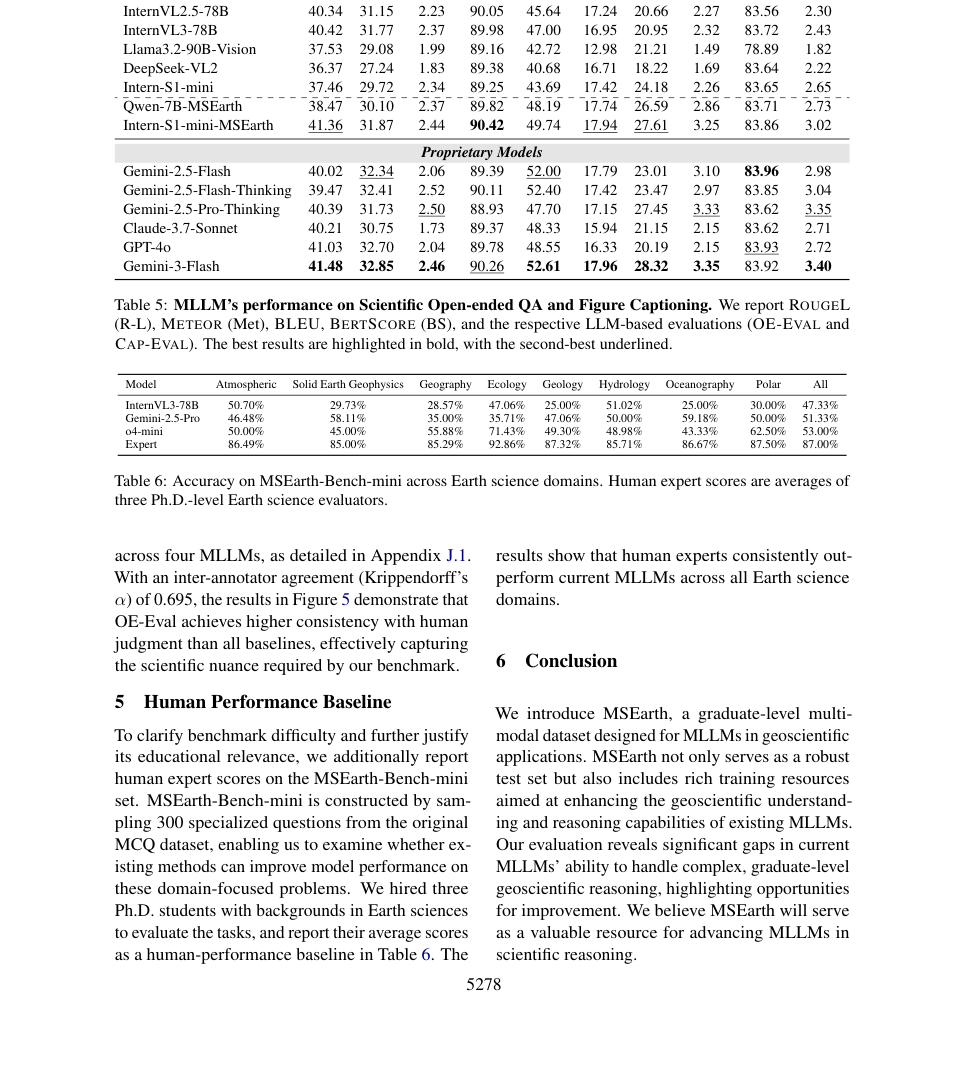 InternVL2.5-78B 40.34 31.15 2.23 90.05 45.64 17.24 20.66 2.27 83.56 2.30
InternVL3-78B 40.42 31.77 2.37 89.98 47.00 16.95 20.95 2.32 83.72 2.43
Llama3.2-90B-Vision 37.53 29.08 1.99 89.16 42.72 12.98 21.21 1.49 78.89 1.82
DeepSeek-VL2 36.37 27.24 1.83 89.38 40.68 16.71 18.22 1.69 83.64 2.22
Intern-S1-mini 37.46 29.72 2.34 89.25 43.69 17.42 24.18 2.26 83.65 2.65
Qwen-7B-MSEarth 38.47 30.10 2.37 89.82 48.19 17.74 26.59 2.86 83.71 2.73
Intern-S1-mini-MSEarth 41.36 31.87 2.44 90.42 49.74 17.94 27.61 3.25 83.86 3.02
Proprietary Models
Gemini-2.5-Flash 40.02 32.34 2.06 89.39 52.00 17.79 23.01 3.10 83.96 2.98
Gemini-2.5-Flash-Thinking 39.47 32.41 2.52 90.11 52.40 17.42 23.47 2.97 83.85 3.04
Gemini-2.5-Pro-Thinking 40.39 31.73 2.50 88.93 47.70 17.15 27.45 3.33 83.62 3.35
Claude-3.7-Sonnet 40.21 30.75 1.73 89.37 48.33 15.94 21.15 2.15 83.62 2.71
GPT-4o 41.03 32.70 2.04 89.78 48.55 16.33 20.19 2.15 83.93 2.72
Gemini-3-Flash 41.48 32.85 2.46 90.26 52.61 17.96 28.32 3.35 83.92 3.40
Table 5: MLLM's performance on Scientific Open-ended QA and Figure Captioning. We report ROUGEL
(R-L), METEOR (Met), BLEU, BERTSCORE (BS), and the respective LLM-based evaluations (OE-EVAL and
CAP-EVAL). The best results are highlighted in bold, with the second-best underlined.
Model Atmospheric Solid Earth Geophysics Geography Ecology Geology Hydrology Oceanography Polar All
InternVL3-78B 50.70% 29.73% 28.57% 47.06% 25.00% 51.02% 25.00% 30.00% 47.33%
Gemini-2.5-Pro 46.48% 58.11% 35.00% 35.71% 47.06% 50.00% 59.18% 50.00% 51.33%
o4-mini 50.00% 45.00% 55.88% 71.43% 49.30% 48.98% 43.33% 62.50% 53.00%
Expert 86.49% 85.00% 85.29% 92.86% 87.32% 85.71% 86.67% 87.50% 87.00%
Table 6: Accuracy on MSEarth-Bench-mini across Earth science domains. Human expert scores are averages of
three Ph.D.-level Earth science evaluators.
across four MLLMs, as detailed in Appendix J.1.
With an inter-annotator agreement (Krippendorff's
α) of 0.695, the results in Figure 5 demonstrate that
OE-Eval achieves higher consistency with human
judgment than all baselines, effectively capturing
the scientific nuance required by our benchmark.
5 Human Performance Baseline
To clarify benchmark difficulty and further justify
its educational relevance, we additionally report
human expert scores on the MSEarth-Bench-mini
set. MSEarth-Bench-mini is constructed by sam-
pling 300 specialized questions from the original
MCQ dataset, enabling us to examine whether ex-
isting methods can improve model performance on
these domain-focused problems. We hired three
Ph.D. students with backgrounds in Earth sciences
to evaluate the tasks, and report their average scores
as a human-performance baseline in Table 6. The
results show that human experts consistently out-
perform current MLLMs across all Earth science
domains.
6 Conclusion
We introduce MSEarth, a graduate-level multi-
modal dataset designed for MLLMs in geoscientific
applications. MSEarth not only serves as a robust
test set but also includes rich training resources
aimed at enhancing the geoscientific understand-
ing and reasoning capabilities of existing MLLMs.
Our evaluation reveals significant gaps in current
MLLMs' ability to handle complex, graduate-level
geoscientific reasoning, highlighting opportunities
for improvement. We believe MSEarth will serve
as a valuable resource for advancing MLLMs in
scientific reasoning.
5278